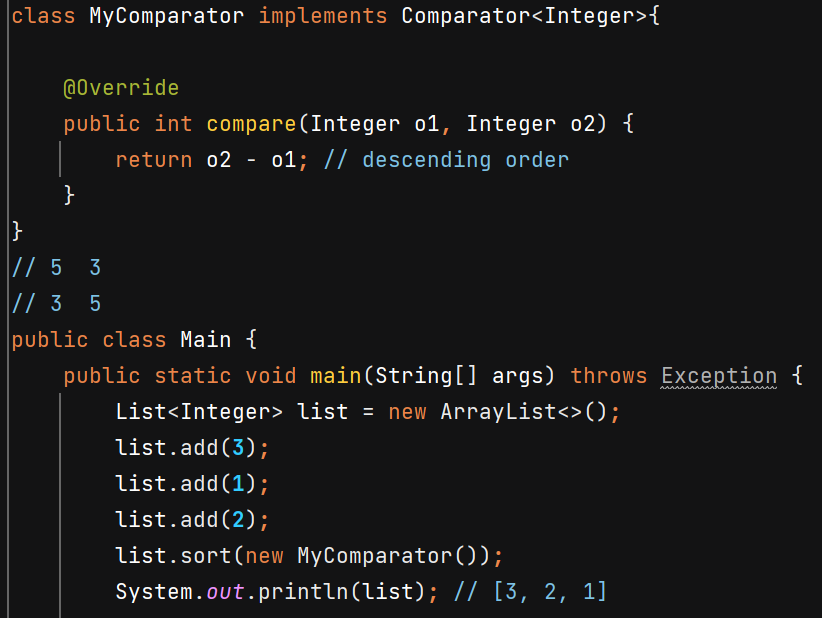 class MyComparator implements Comparator<Integer>{
@Override
public int compare(Integer o1, Integer o2) {
return o2 - o1; // descending order
}
}
// 5  3
// 3  5
public class Main {
public static void main(String[] args) throws Exception {
List<Integer> list = new ArrayList<>();
list.add(3);
list.add(1);
list.add(2);
list.sort(new MyComparator());
System.out.println(list); // [3, 2, 1]